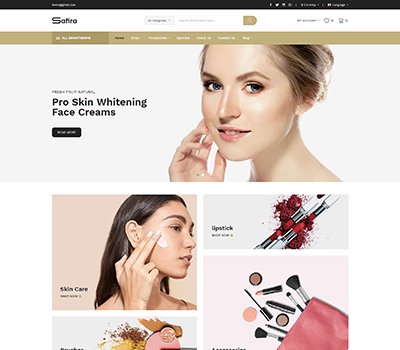 demo@gmail.com
$ Currency
Language
Safira
All Categories
MY ACCOUNT
0
0
ALL DEPARTMENTS
Home
Shop
Accessories
Specials
About Us
Contact Us
Blog
FRESH FRUIT NATURAL
Pro Skin Whitening
Face Creams
READ MORE
lipstick
SHOP NOW
Skin Care
SHOP NOW
Brushes
Accessories